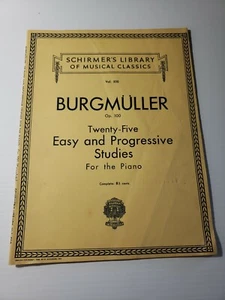 SCHIRMER'S LIBRARY
OF MUSICAL CLASSICS
BURGMÜLLER
Op. 100
Twenty-Five
Easy and Progressive
Studies
For the Piano